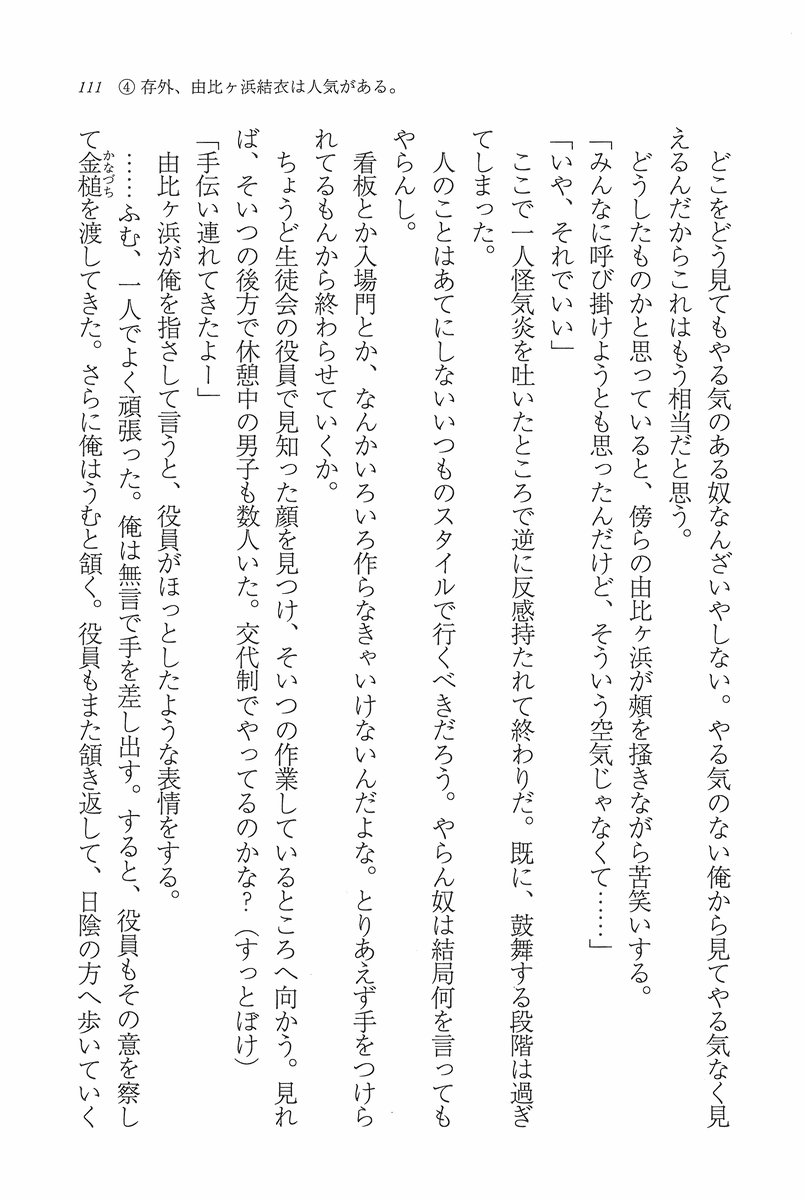 111 ④ 存外、由比ヶ浜結衣は人気がある。
　どこをどう見てもやる気のある奴なんざいやしない。やる気のない俺から見てやる気なく見
えるんだからこれはもう相当だと思う。
　どうしたものかと思っていると、傍らの由比ヶ浜が頰を掻きながら苦笑いする。
「みんなに呼び掛けようとも思ったんだけど、そういう空気じゃなくて……」
「いや、それでいい」
　ここで一人怪気炎を吐いたところで逆に反感持たれて終わりだ。既に、鼓舞する段階は過ぎ
てしまった。
　人のことはあてにしないいつものスタイルで行くべきだろう。やらん奴は結局何を言っても
やらんし。
　看板とか入場門とか、なんかいろいろ作らなきゃいけないんだよな。とりあえず手をつけら
れてるもんから終わらせていくか。
　ちょうど生徒会の役員で見知った顔を見つけ、そいつの作業しているところへ向かう。見れ
ば、そいつの後方で休憩中の男子も数人いた。交代制でやってるのかな？（すっとぼけ）
「手伝い連れてきたよー」
　由比ヶ浜が俺を指さして言うと、役員がほっとしたような表情をする。
　……ふむ、一人でよく頑張った。俺は無言で手を差し出す。すると、役員もその意を察し
て金槌かなづちを渡してきた。さらに俺はうむと頷く。役員もまた頷き返して、日陰の方へ歩いていく